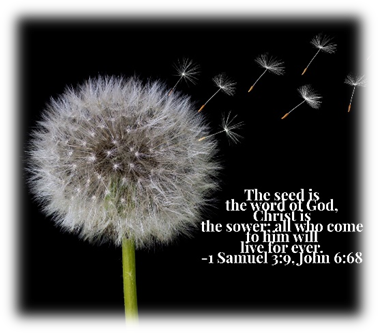 The seed is
the word of God,
Christ is
the sower; all who come
to him will
live for ever.
-1 Samuel 3:9. John 6:68